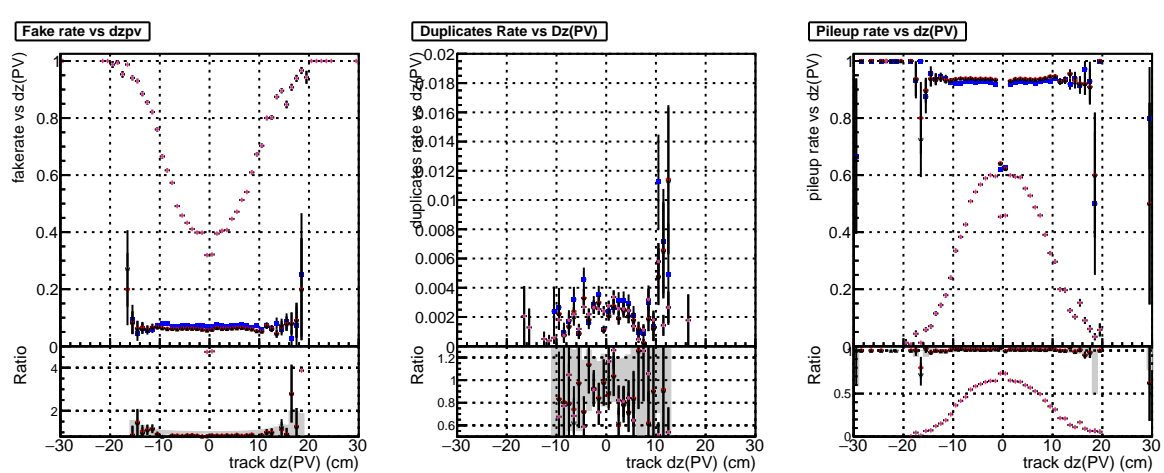 Fake rate vs dzpv
fakerate vs dz(PV)
1
0.8
0.6
0.4
0.2
0
Ratio
4
2
−30 −20 −10 0 10 20 30
track dz(PV) (cm)
Duplicates Rate vs Dz(PV)
duplicates rate vs dz(PV)
0.02
0.018
0.016
0.014
0.012
0.01
0.008
0.006
0.004
0.002
0
Ratio
1.2
1
0.8
0.6
−30 −20 −10 0 10 20 30
track dz(PV) (cm)
Pileup rate vs dz(PV)
pileup rate vs dz(PV)
1
0.8
0.6
0.4
0.2
0
Ratio
1
0.5
0
−30 −20 −10 0 10 20 30
track dz(PV) (cm)